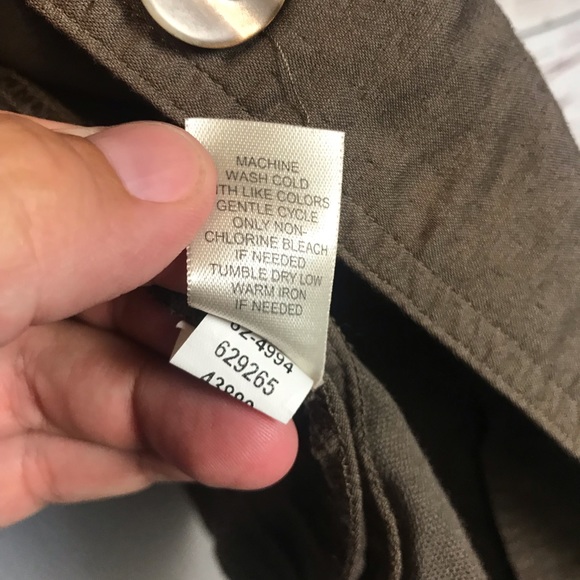 MACHINE
WASH COLD
LIKE COLORS
GENTLE CYCLE
ONLY NON-
CHLORINE BLEACH
IF NEEDED
TUMBLE DRY LOW
WARM IRON
IF NEEDED
62-4994
629265